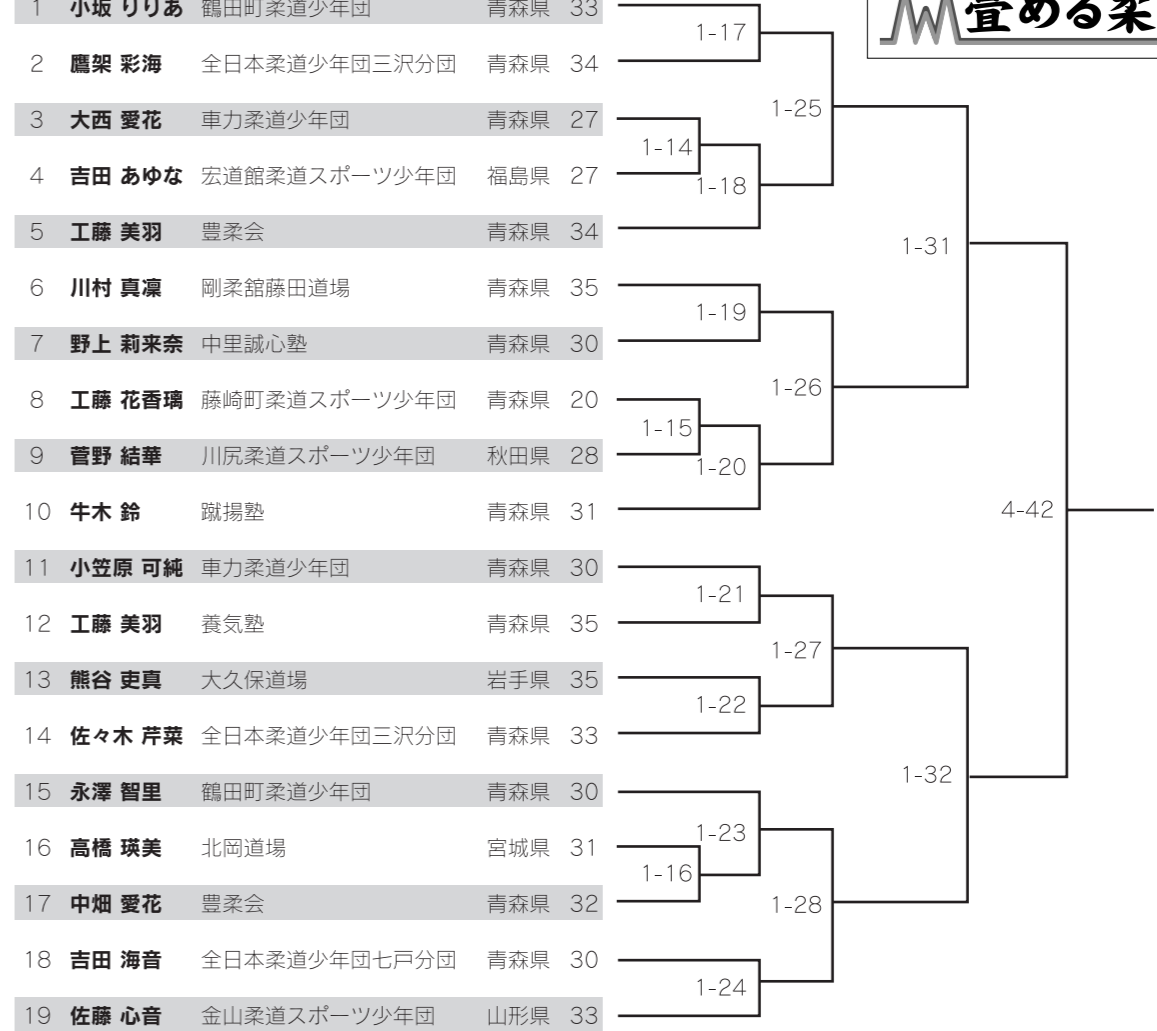 1 小坂 りりあ 鶴田町柔道少年団 青森県 33
畳める柔
1-17
2 鷹架 彩海 全日本柔道少年団三沢分団 青森県 34
1-25
3 大西 愛花 車力柔道少年団 青森県 27
1-14
4 吉田 あゆな 宏道館柔道スポーツ少年団 福島県 27
1-18
5 工藤 美羽 豊柔会 青森県 34
1-31
6 川村 真凜 剛柔舘藤田道場 青森県 35
1-19
7 野上 莉来奈 中里誠心塾 青森県 30
1-26
8 工藤 花香璃 藤崎町柔道スポーツ少年団 青森県 20
1-15
9 菅野 結華 川尻柔道スポーツ少年団 秋田県 28
1-20
10 牛木 鈴 蹴揚塾 青森県 31
4-42
11 小笠原 可純 車力柔道少年団 青森県 30
1-21
12 工藤 美羽 養気塾 青森県 35
1-27
13 熊谷 吏真 大久保道場 岩手県 35
1-22
14 佐々木 芹菜 全日本柔道少年団三沢分団 青森県 33
1-32
15 永澤 智里 鶴田町柔道少年団 青森県 30
1-23
16 高橋 瑛美 北岡道場 宮城県 31
1-16
17 中畑 愛花 豊柔会 青森県 32
1-28
18 吉田 海音 全日本柔道少年団七戸分団 青森県 30
1-24
19 佐藤 心音 金山柔道スポーツ少年団 山形県 33